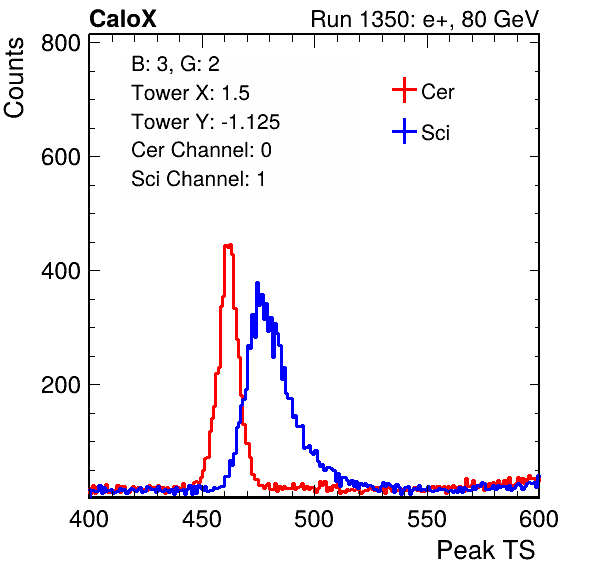 CaloX Run 1350: e+, 80 GeV
Counts
800
600
400
200
B: 3, G: 2
Tower X: 1.5
Tower Y: -1.125
Cer Channel: 0
Sci Channel: 1
Cer
Sci
400 450 500 550 600
Peak TS